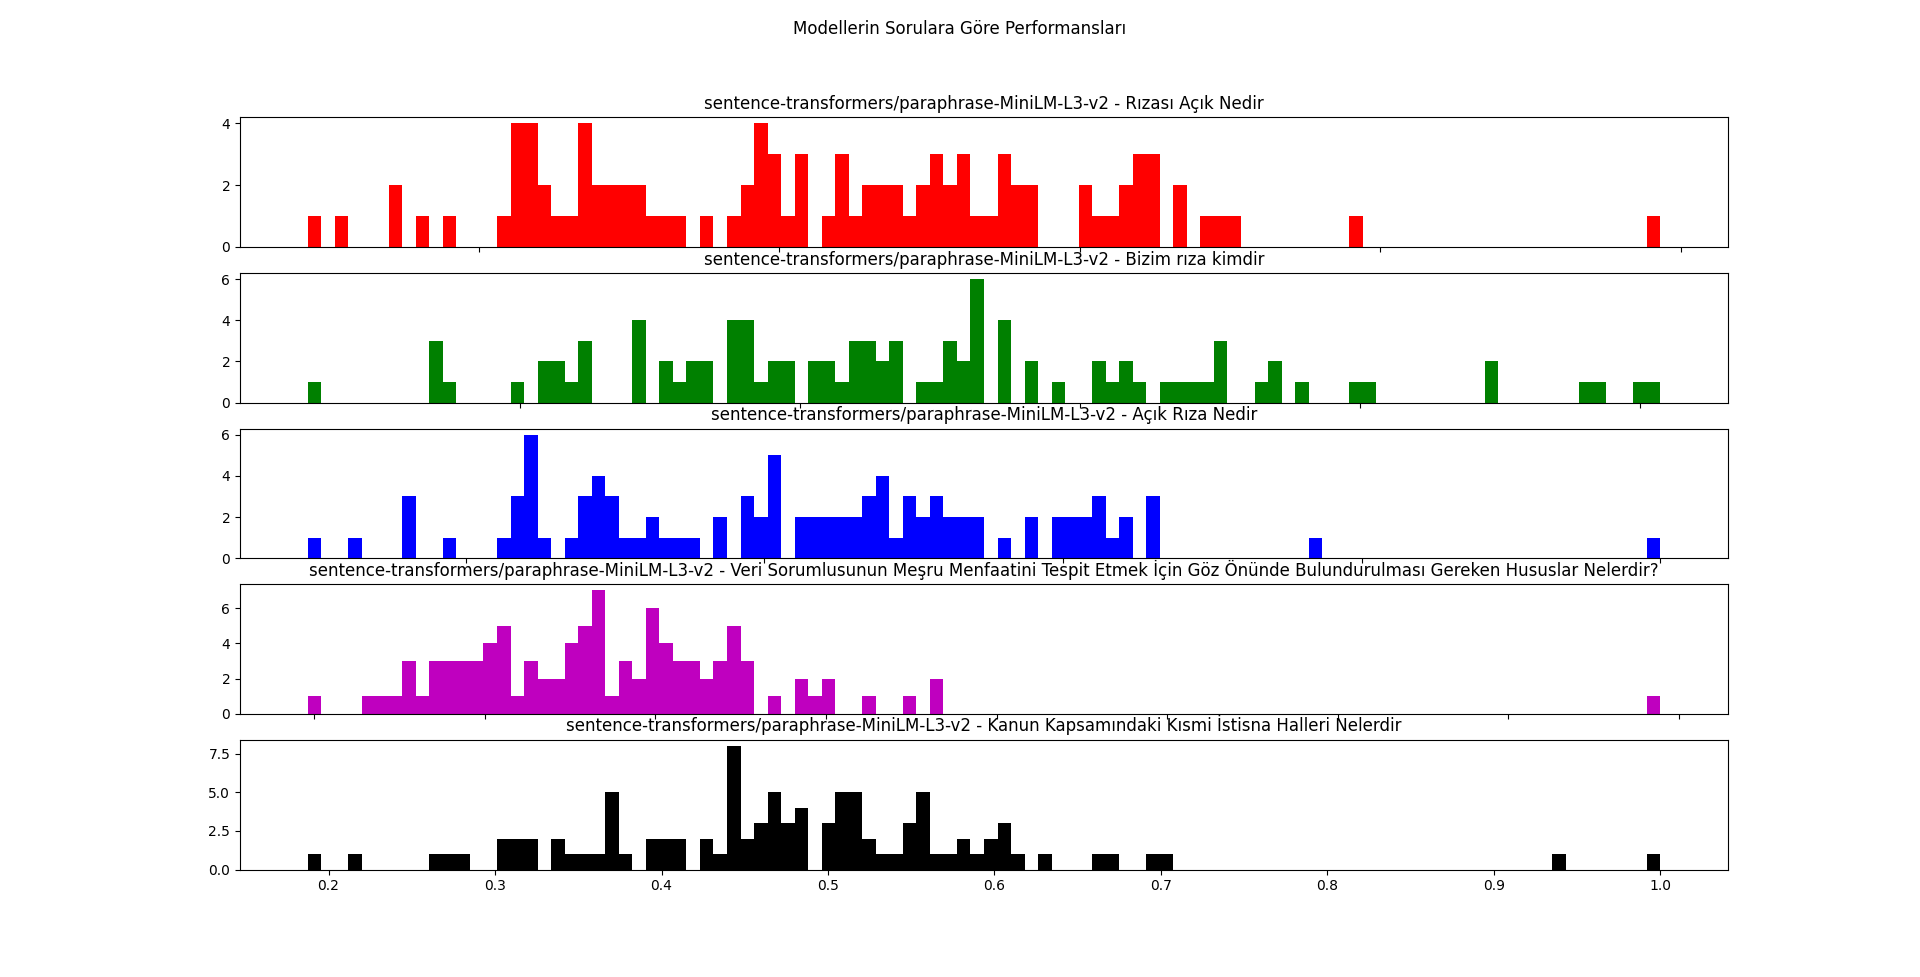 Modellerin Sorulara Göre Performansları
sentence-transformers/paraphrase-MiniLM-L3-v2 - Rızası Açık Nedir
4
2
0
sentence-transformers/paraphrase-MiniLM-L3-v2 - Bizim rıza kimdir
6
4
2
0
sentence-transformers/paraphrase-MiniLM-L3-v2 - Açık Rıza Nedir
6
4
2
0
sentence-transformers/paraphrase-MiniLM-L3-v2 - Veri Sorumlusunun Meşru Menfaatini Tespit Etmek İçin Göz Önünde Bulundurulması Gereken Hususlar Nelerdir?
6
4
2
0
sentence-transformers/paraphrase-MiniLM-L3-v2 - Kanun Kapsamındaki Kısmi İstisna Halleri Nelerdir
7.5
5.0
2.5
0.0
0.2 0.3 0.4 0.5 0.6 0.7 0.8 0.9 1.0